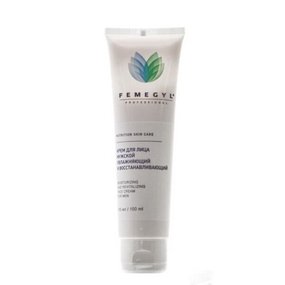 FEMEGYL
PROFESSIONAL
NUTRITION SKIN CARE
КРЕМ ДЛЯ ЛИЦА
МУЖСКОЙ
УВЛАЖНЯЮЩИЙ
И ВОССТАНАВЛИВАЮЩИЙ
MOISTURIZING
AND REVITALIZING
FACE CREAM
FOR MEN
/ 100 ml